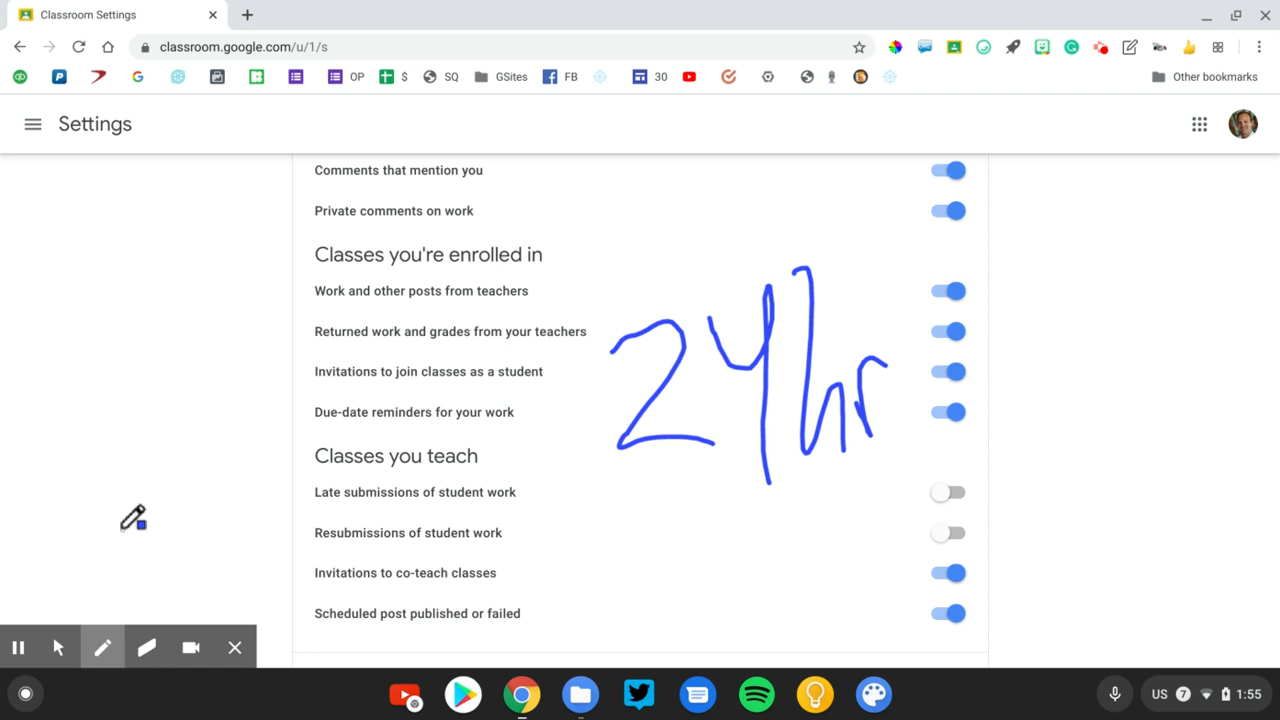 Classroom Settings
classroom.google.com/u/1/s
OP $ SQ GSites FB 30 Other bookmarks
Settings
Comments that mention you
Private comments on work
Classes you're enrolled in
Work and other posts from teachers
Returned work and grades from your teachers
Invitations to join classes as a student
Due-date reminders for your work
24hr
Classes you teach
Late submissions of student work
Resubmissions of student work
Invitations to co-teach classes
Scheduled post published or failed
US 7 1:55